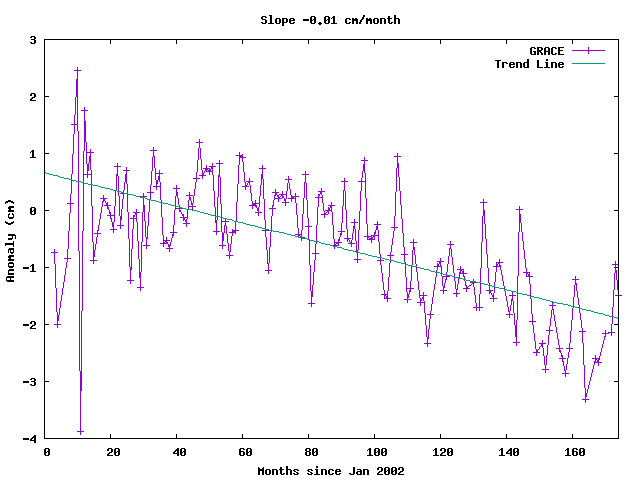 Slope -0.01 cm/month
GRACE
Trend Line
3
2
1
0
-1
-2
-3
-4
Anomaly (cm)
0 20 40 60 80 100 120 140 160
Months since Jan 2002